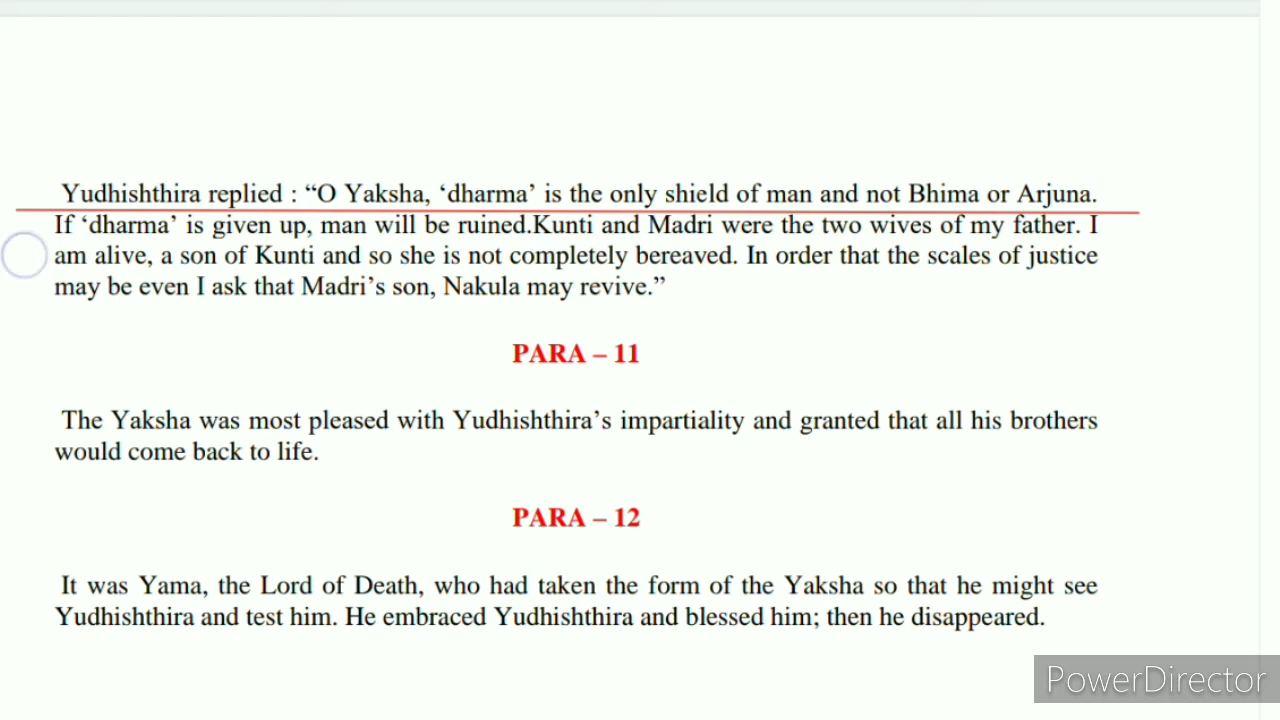 Yudhishthira replied : “O Yaksha, ‘dharma’ is the only shield of man and not Bhima or Arjuna.
If ‘dharma’ is given up, man will be ruined.Kunti and Madri were the two wives of my father. I
am alive, a son of Kunti and so she is not completely bereaved. In order that the scales of justice
may be even I ask that Madri’s son, Nakula may revive.”
PARA – 11
The Yaksha was most pleased with Yudhishthira’s impartiality and granted that all his brothers
would come back to life.
PARA – 12
It was Yama, the Lord of Death, who had taken the form of the Yaksha so that he might see
Yudhishthira and test him. He embraced Yudhishthira and blessed him; then he disappeared.
PowerDirector